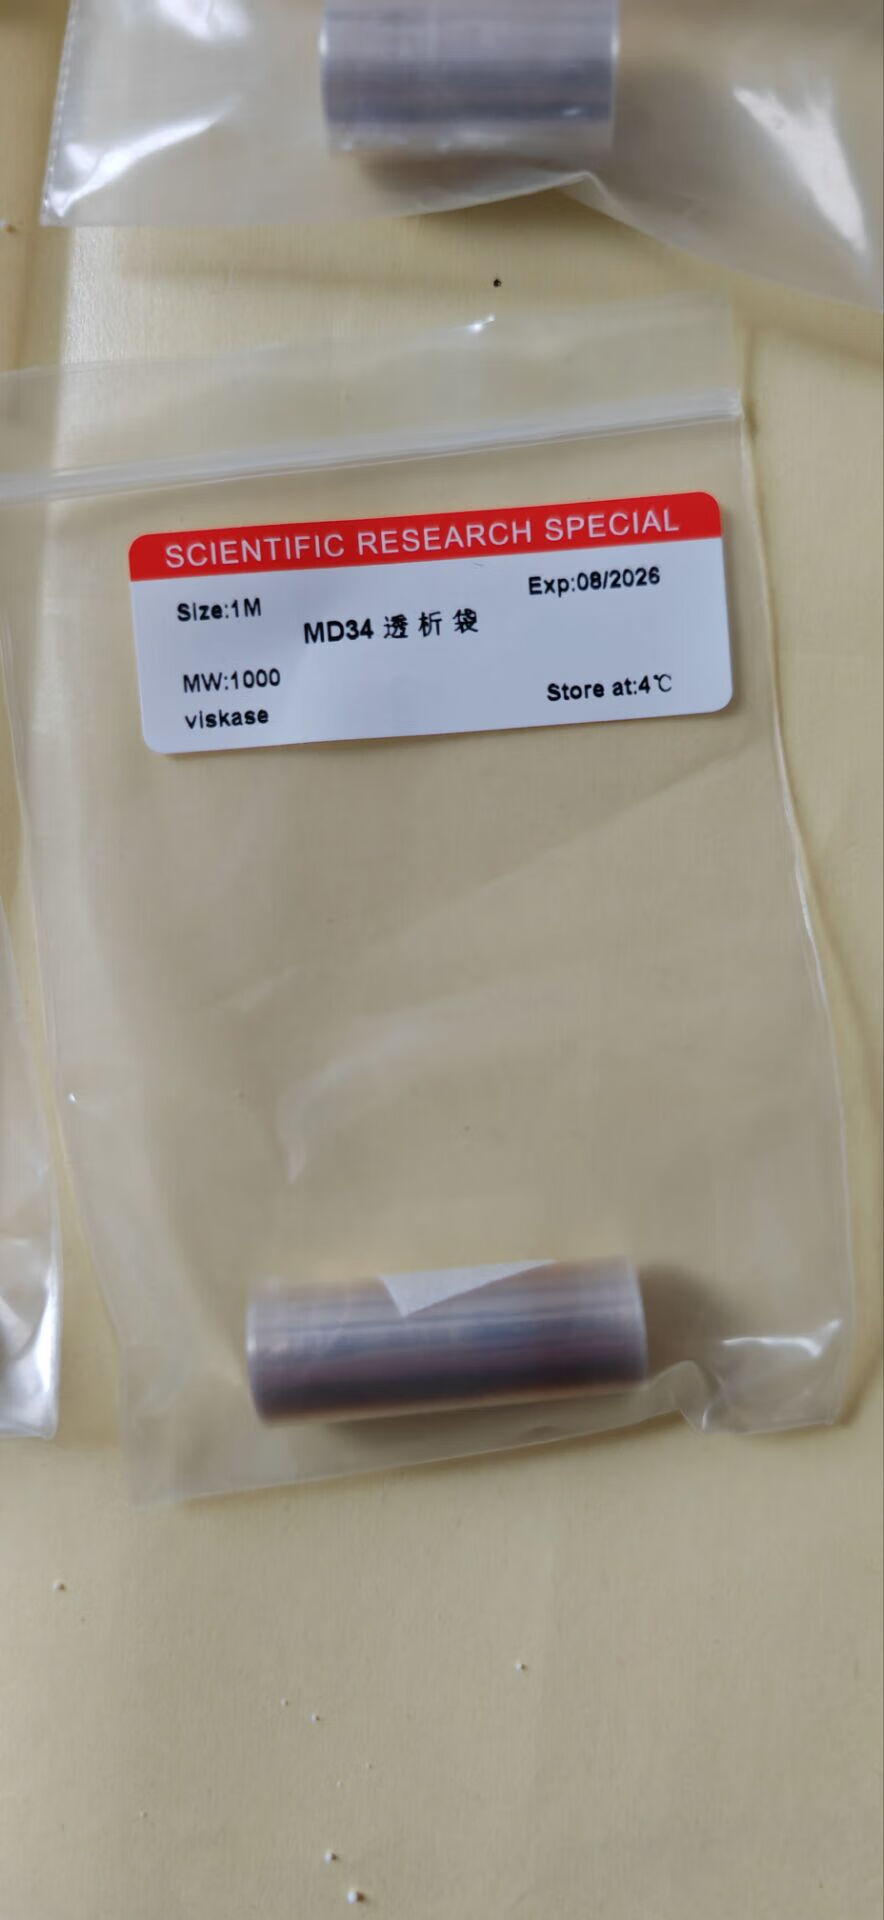 SCIENTIFIC RESEARCH SPECIAL
Size:1M
Exp:08/2026
MD34 透析袋
MW:1000
Store at:4℃
viskase